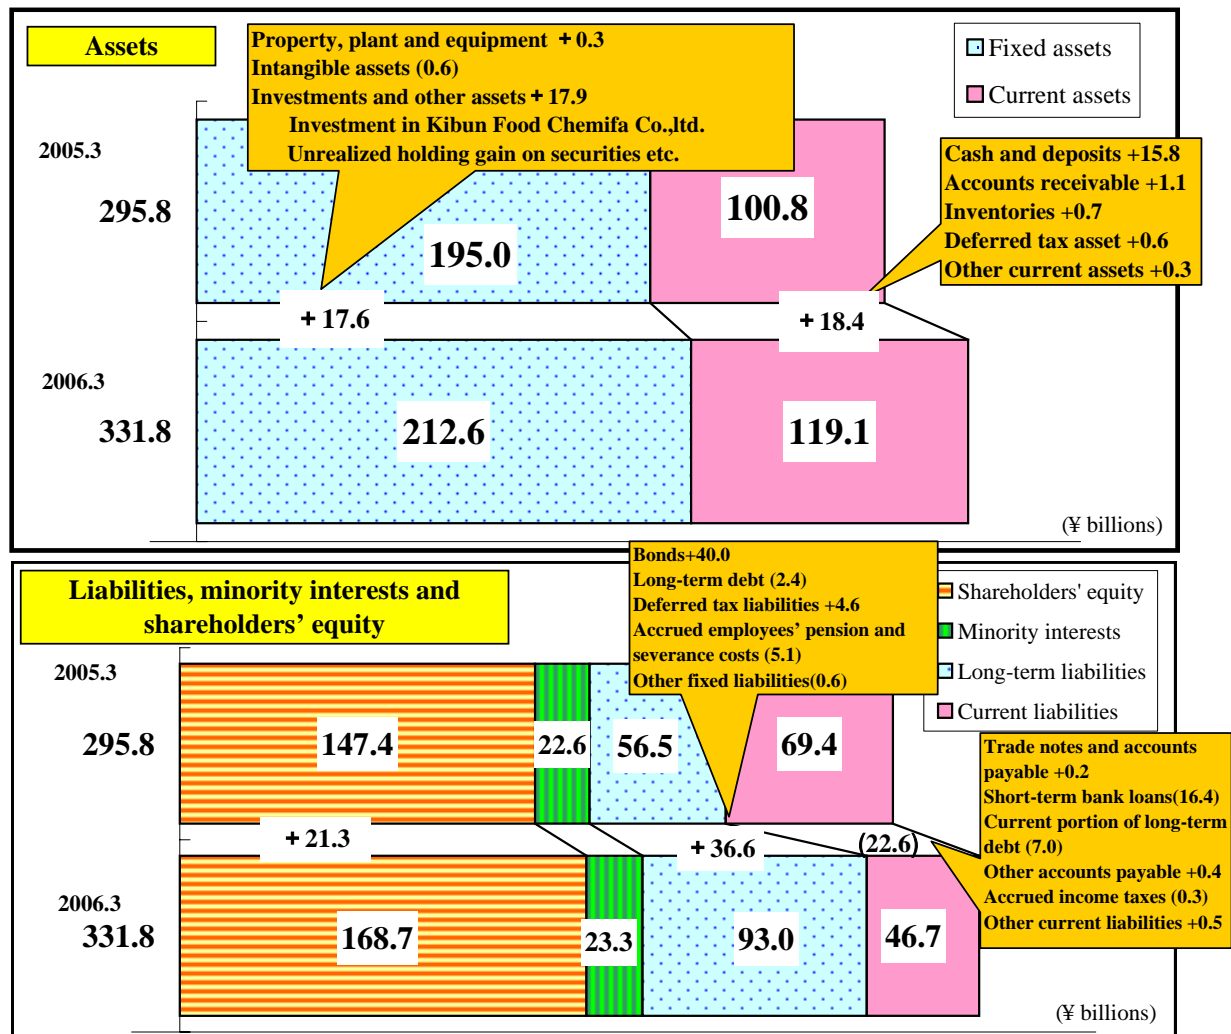 Assets
Property, plant and equipment +0.3
Intangible assets (0.6)
Investments and other assets+17.9
Investment in Kibun Food Chemifa Co.,ltd.
Unrealized holding gain on securities etc.
Fixed assets
Current assets
Cash and deposits +15.8
Accounts receivable +1.1
Inventories +0.7
Deferred tax asset +0.6
Other current assets +0.3
2005.3
295.8
195.0
100.8
+17.6
+18.4
2006.3
331.8
212.6
119.1
(¥ billions)
Liabilities, minority interests and
shareholders’ equity
Bonds+40.0
Long-term debt (2.4)
Deferred tax liabilities +4.6
Accrued employees’ pension and
severance costs (5.1)
Other fixed liabilities(0.6)
Shareholders' equity
Minority interests
Long-term liabilities
Current liabilities
2005.3
295.8
147.4
22.6
56.5
69.4
Trade notes and accounts
payable +0.2
Short-term bank loans(16.4)
Current portion of long-term
debt (7.0)
Other accounts payable +0.4
Accrued income taxes (0.3)
Other current liabilities +0.5
+21.3
+36.6
(22.6)
2006.3
331.8
168.7
23.3
93.0
46.7
(¥ billions)